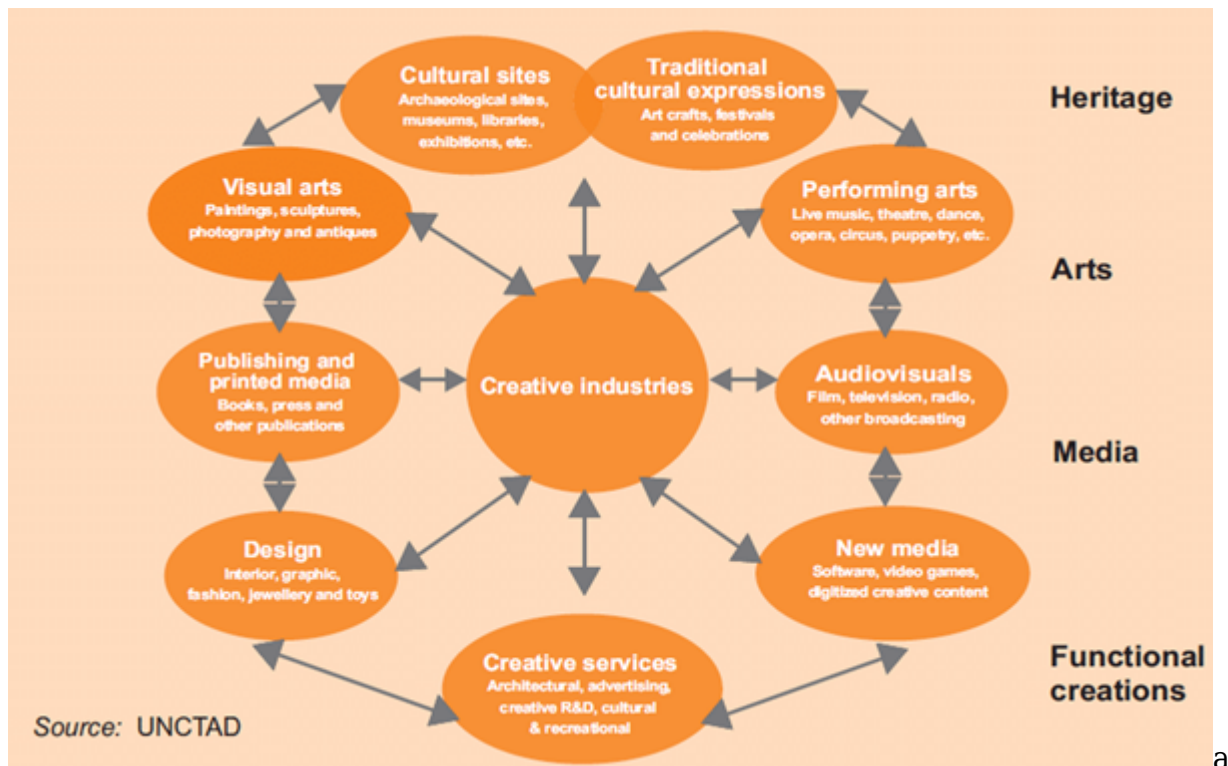 Cultural sites
Archaeological sites,
museums, libraries,
exhibitions, etc.
Traditional
cultural expressions
Art crafts, festivals
and celebrations
Heritage
Visual arts
Paintings, sculptures,
photography and antiques
Performing arts
Live music, theatre, dance,
opera, circus, puppetry, etc.
Arts
Publishing and
printed media
Books, press and
other publications
Creative industries
Audiovisuals
Film, television, radio,
other broadcasting
Media
Design
Interior, graphic,
fashion, jewellery and toys
New media
Software, video games,
digitized creative content
Creative services
Architectural, advertising,
creative R&D, cultural
& recreational
Functional
creations
Source: UNCTAD
a